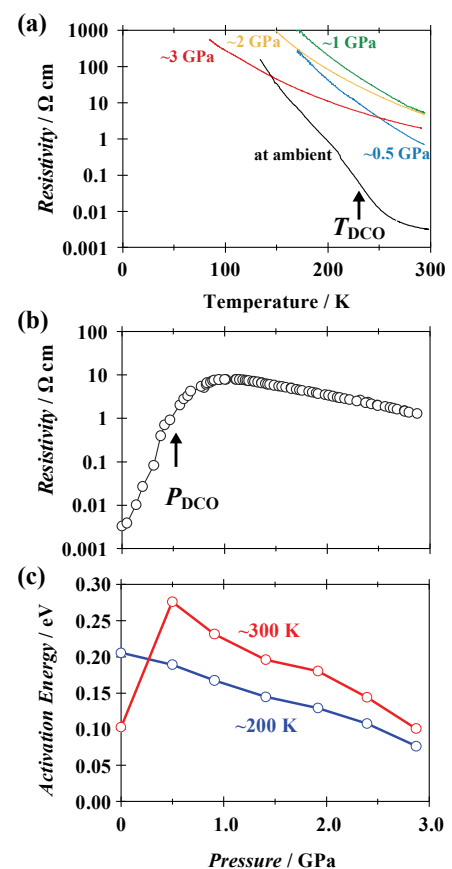 (a)
1000
100
10
1
0.1
0.01
0.001
Resistivity / Ω cm
~3 GPa
~2 GPa
~1 GPa
~0.5 GPa
at ambient
T_DCO
0
100
200
300
Temperature / K
(b)
100
10
1
0.1
0.01
0.001
Resistivity / Ω cm
P_DCO
(c)
0.30
0.25
0.20
0.15
0.10
0.05
0.00
Activation Energy / eV
~300 K
~200 K
0
1.0
2.0
3.0
Pressure / GPa